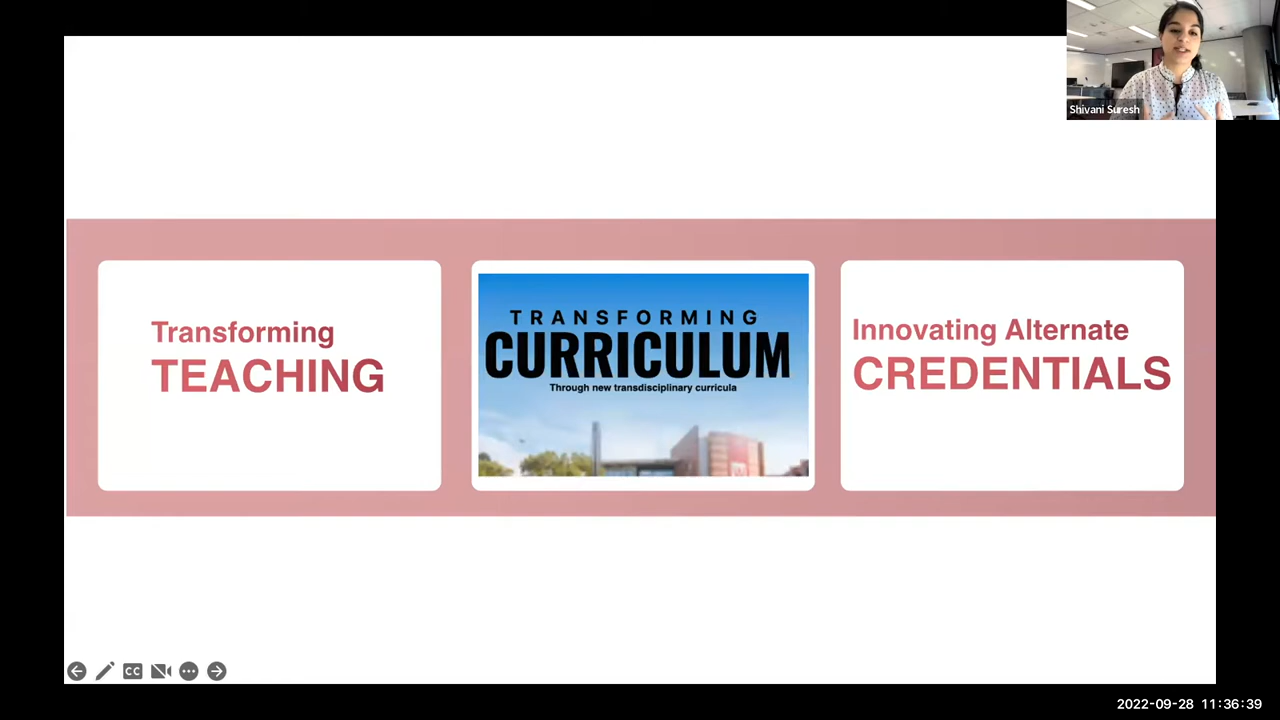 Shivani Suresh
Transforming
TEACHING
TRANSFORMING
CURRICULUM
Through new transdisciplinary curricula
Innovating Alternate
CREDENTIALS
CC
2022-09-28 11:36:39